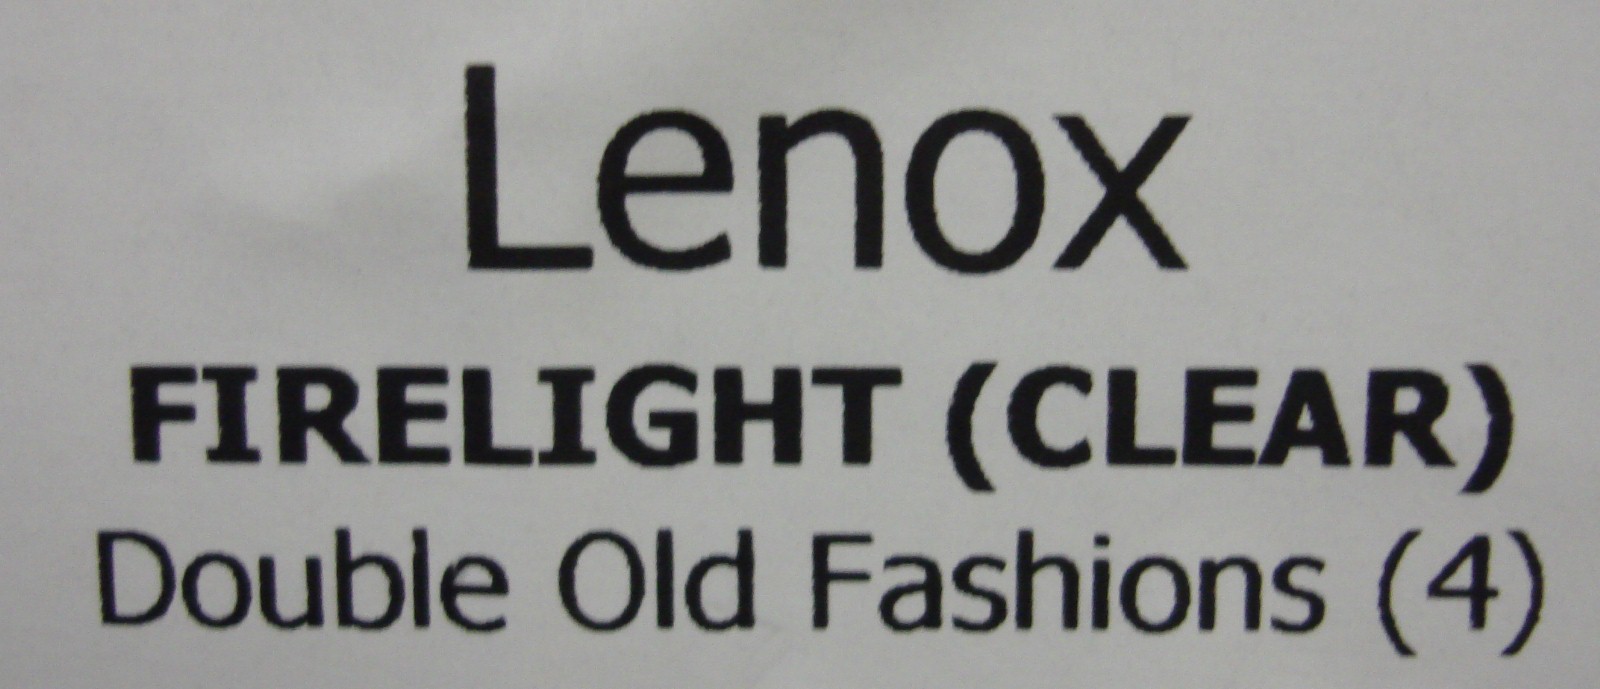 Lenox
FIRELIGHT (CLEAR)
Double Old Fashions (4)